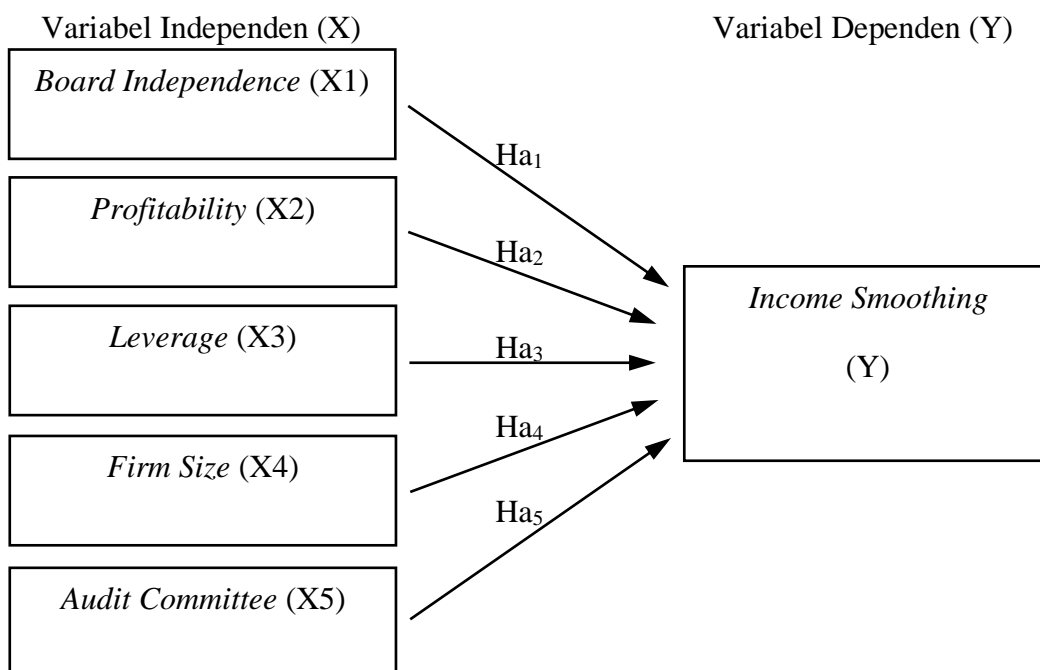 Variabel Independen (X)
Variabel Dependen (Y)
Board Independence (X1)
Ha₁
Profitability (X2)
Ha₂
Income Smoothing
(Y)
Leverage (X3)
Ha₃
Firm Size (X4)
Ha₄
Audit Committee (X5)
Ha₅